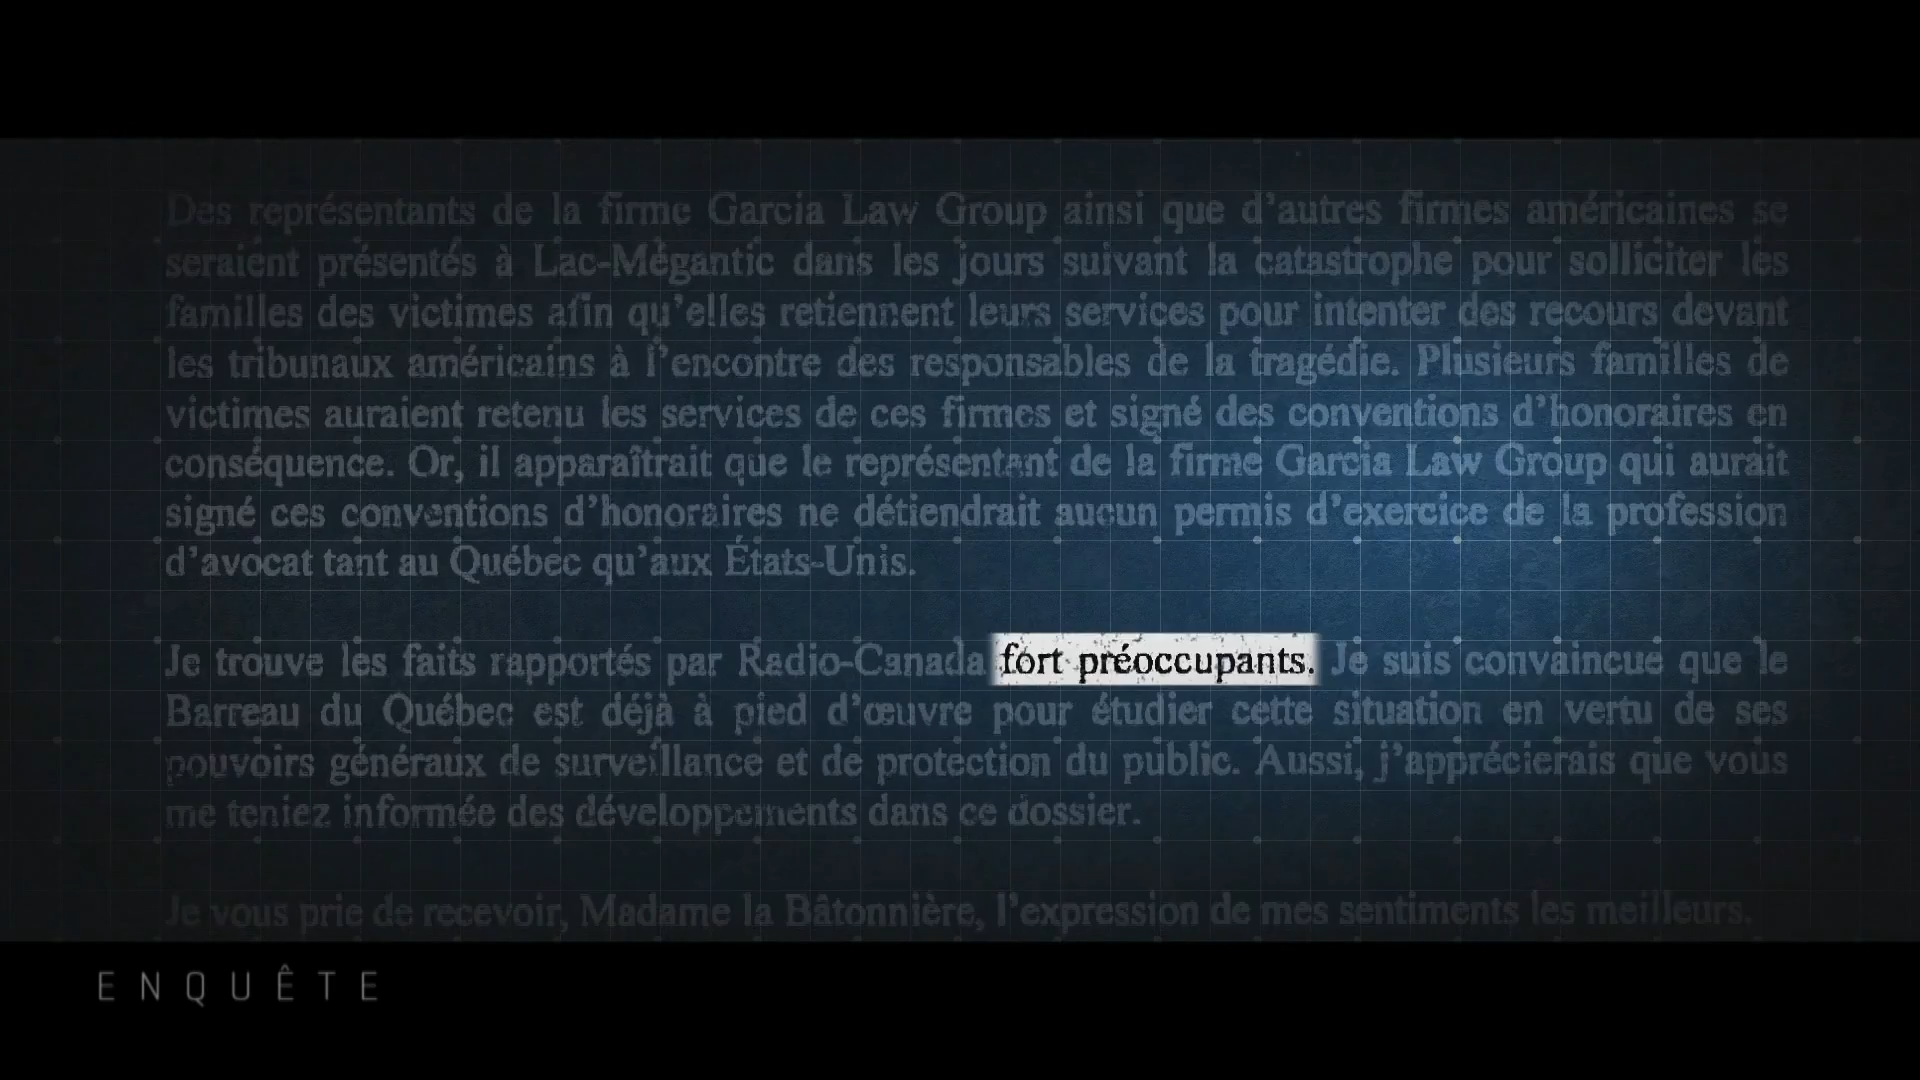 Des représentants de la firme Garcia Law Group ainsi que d'autres firmes américaines se
seraient présentés à Lac-Mégantic dans les jours suivant la catastrophe pour solliciter les
familles des victimes afin qu'elles retiennent leurs services pour intenter des recours devant
les tribunaux américains à l'encontre des responsables de la tragédie. Plusieurs familles de
victimes auraient retenu les services de ces firmes et signé des conventions d'honoraires en
conséquence. Or, il apparaîtrait que le représentant de la firme Garcia Law Group qui aurait
signé ces conventions d'honoraires ne détiendrait aucun permis d'exercice de la profession
d'avocat tant au Québec qu'aux États-Unis.
Je trouve les faits rapportés par Radio-Canada fort préoccupants. Je suis convaincue que le
Barreau du Québec est déjà à pied d'œuvre pour étudier cette situation en vertu de ses
pouvoirs généraux de surveillance et de protection du public. Aussi, j'apprécierais que vous
me teniez informée des développements dans ce dossier.
Je vous prie de recevoir, Madame la Bâtonnière, l'expression de mes sentiments les meilleurs.
ENQUÊTE